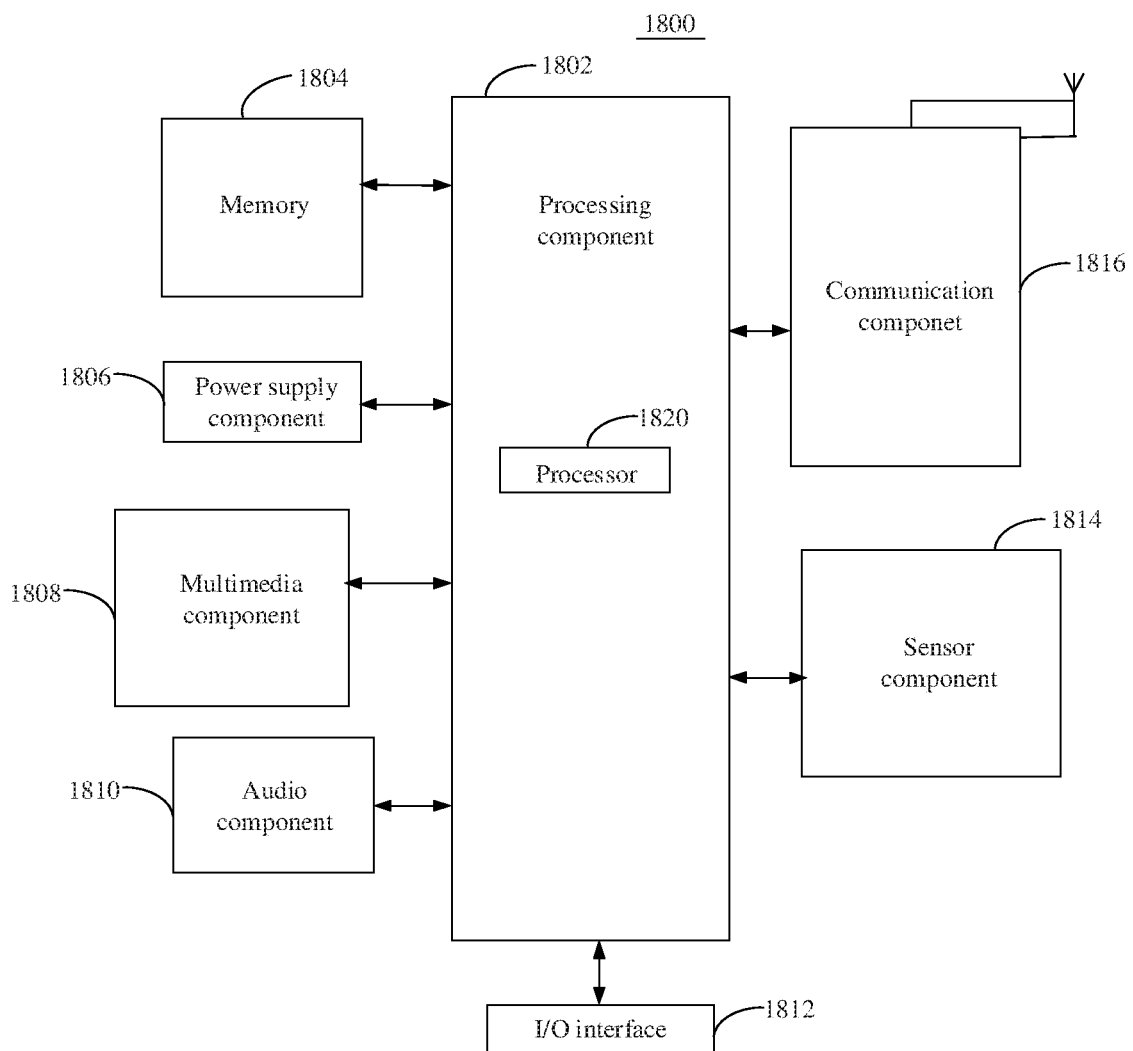 1800
1802
1804
Memory
Processing
component
1816
Communication
componet
1806
Power supply
component
1820
Processor
1814
1808
Multimedia
component
Sensor
component
1810
Audio
component
1812
I/O interface